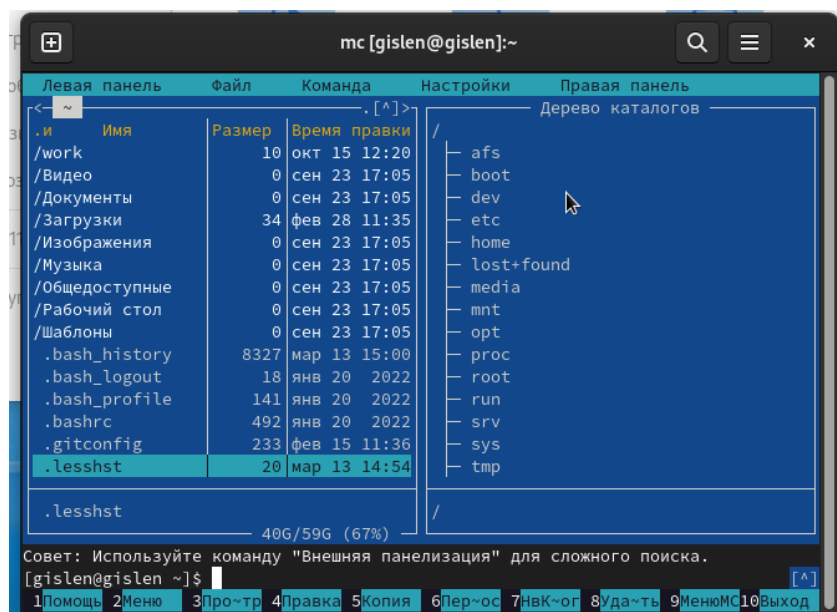 mc [gislen@gislen]:~
Левая панель Файл Команда Настройки Правая панель
<- ~ .[^]> Дерево каталогов
.и Имя Размер Время правки /
/work 10 окт 15 12:20 afs
/Видео 0 сен 23 17:05 boot
/Документы 0 сен 23 17:05 dev
/Загрузки 34 фев 28 11:35 etc
/Изображения 0 сен 23 17:05 home
/Музыка 0 сен 23 17:05 lost+found
/Общедоступные 0 сен 23 17:05 media
/Рабочий стол 0 сен 23 17:05 mnt
/Шаблоны 0 сен 23 17:05 opt
.bash_history 8327 мар 13 15:00 proc
.bash_logout 18 янв 20 2022 root
.bash_profile 141 янв 20 2022 run
.bashrc 492 янв 20 2022 srv
.gitconfig 233 фев 15 11:36 sys
.lesshst 20 мар 13 14:54 tmp
.lesshst /
40G/59G (67%)
Совет: Используйте команду "Внешняя панелизация" для сложного поиска.
[gislen@gislen ~]$ [^]
1Помощь 2Меню 3Про~тр 4Правка 5Копия 6Пер~ос 7НвК~ог 8Уда~ть 9МенюMC 10Выход